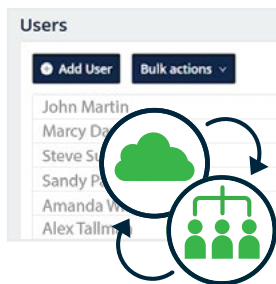 Users
Add User Bulk actions
John Martin
Marcy
Steve
Sandy
Amanda
Alex Tallman